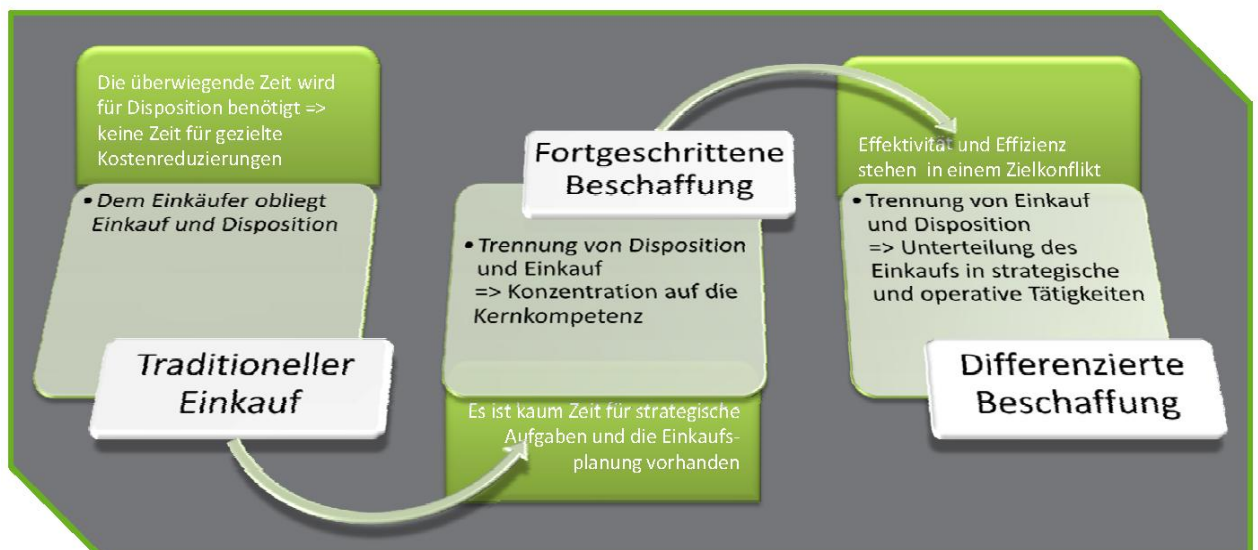 Die überwiegende Zeit wird
für Disposition benötigt =>
keine Zeit für gezielte
Kostenreduzierungen
• Dem Einkäufer obliegt
Einkauf und Disposition
Traditioneller
Einkauf
Fortgeschrittene
Beschaffung
• Trennung von Disposition
und Einkauf
=> Konzentration auf die
Kernkompetenz
Es ist kaum Zeit für strategische
Aufgaben und die Einkaufs-
planung vorhanden
Effektivität und Effizienz
stehen in einem Zielkonflikt
• Trennung von Einkauf
und Disposition
=> Unterteilung des
Einkaufs in strategische
und operative Tätigkeiten
Differenzierte
Beschaffung